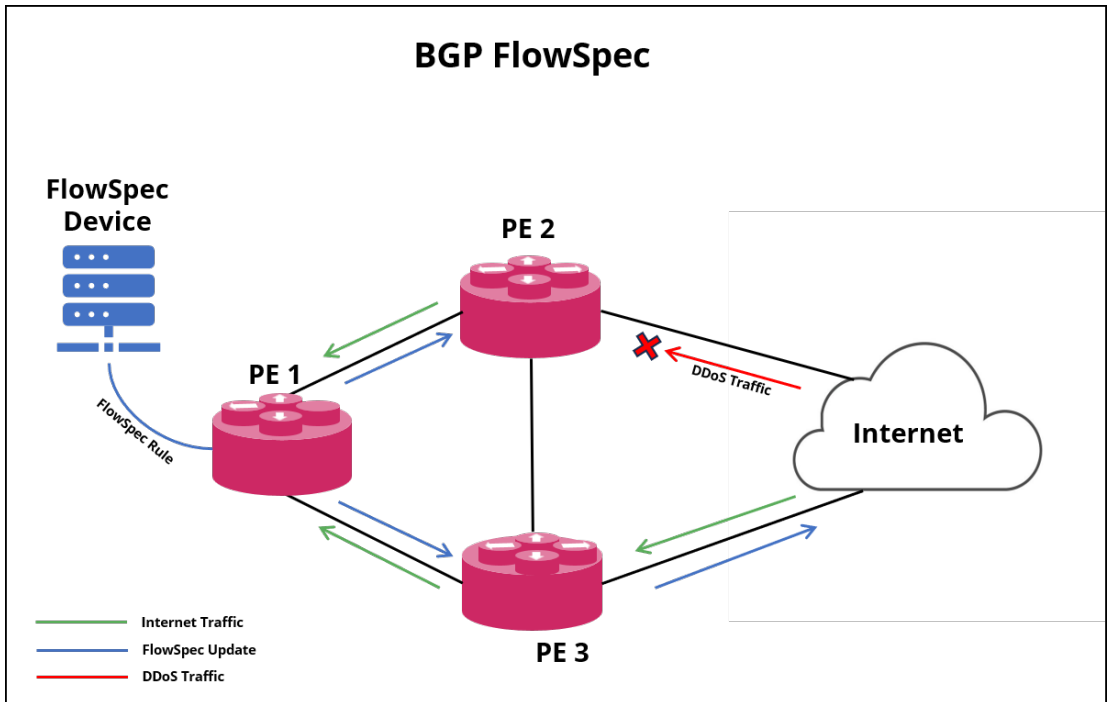 BGP FlowSpec
FlowSpec
Device
PE 2
PE 1
FlowSpec Rule
DDoS Traffic
Internet
PE 3
Internet Traffic
FlowSpec Update
DDoS Traffic